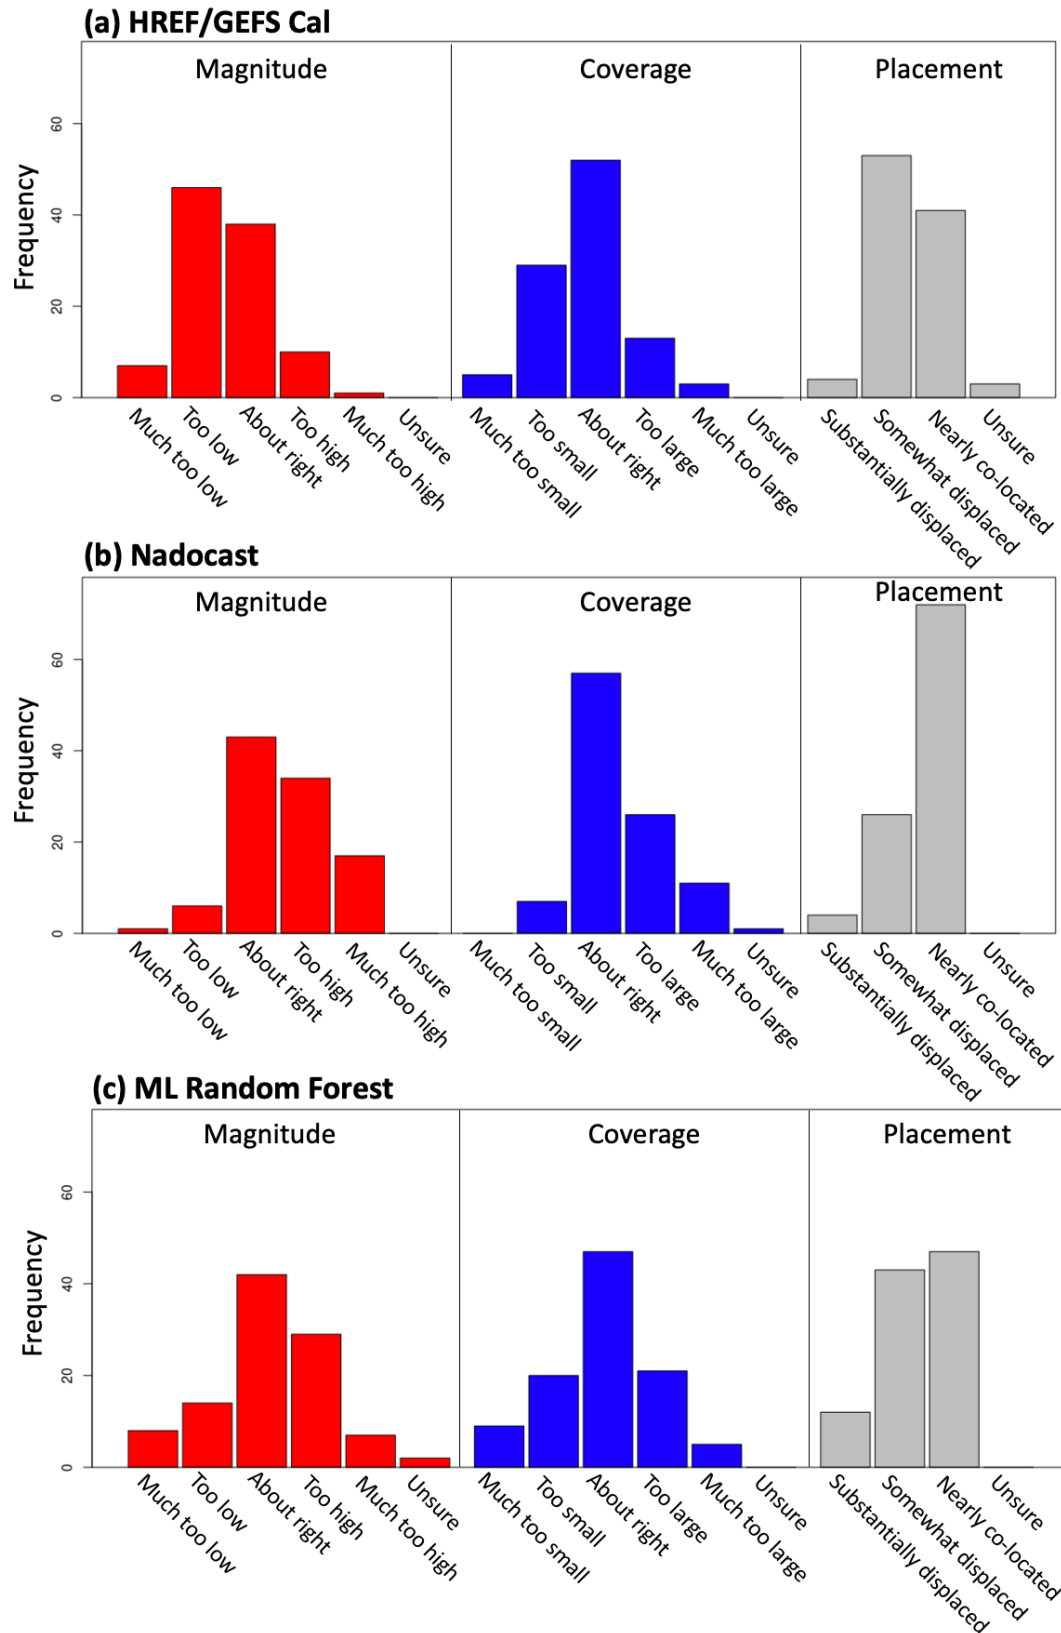 (a) HREF/GEFS Cal
Magnitude
Coverage
Placement
Frequency
60
40
20
0
Much too low
Too low
About right
Too high
Much too high
Unsure
Much too small
Too small
About right
Too large
Much too large
Unsure
Substantially displaced
Somewhat displaced
Nearly co-located
Unsure
(b) Nadocast
Magnitude
Coverage
Placement
Frequency
60
40
20
0
Much too low
Too low
About right
Too high
Much too high
Unsure
Much too small
Too small
About right
Too large
Much too large
Unsure
Substantially displaced
Somewhat displaced
Nearly co-located
Unsure
(c) ML Random Forest
Magnitude
Coverage
Placement
Frequency
60
40
20
0
Much too low
Too low
About right
Too high
Much too high
Unsure
Much too small
Too small
About right
Too large
Much too large
Unsure
Substantially displaced
Somewhat displaced
Nearly co-located
Unsure